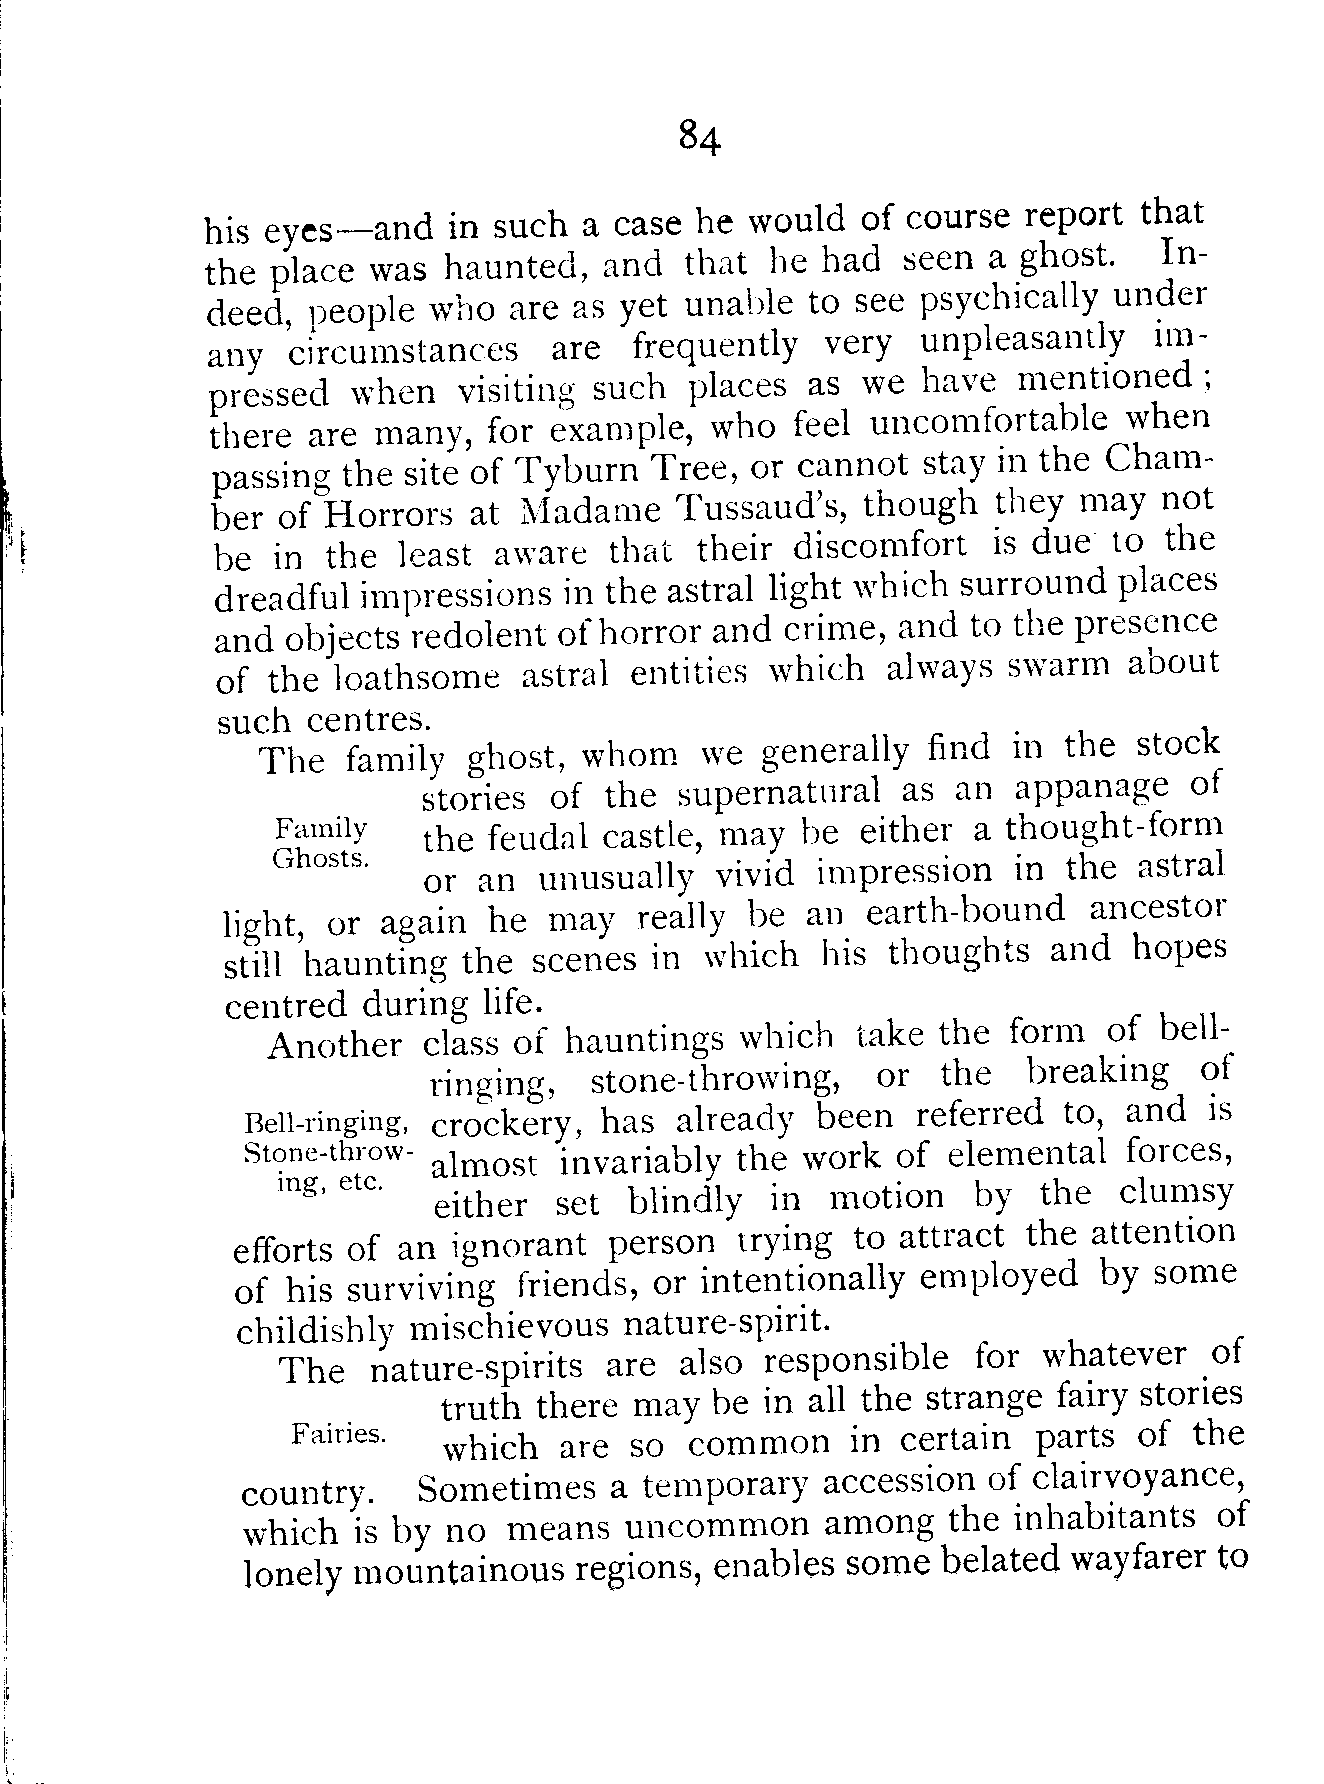 84
his eyes—and in such a case he would of course report that
the place was haunted, and that he had seen a ghost. In-
deed, people who are as yet unable to see psychically under
any circumstances are frequently very unpleasantly im-
pressed when visiting such places as we have mentioned ;
there are many, for example, who feel uncomfortable when
passing the site of Tyburn Tree, or cannot stay in the Cham-
ber of Horrors at Madame Tussaud's, though they may not
be in the least aware that their discomfort is due to the
dreadful impressions in the astral light which surround places
and objects redolent of horror and crime, and to the presence
of the loathsome astral entities which always swarm about
such centres.
The family ghost, whom we generally find in the stock
stories of the supernatural as an appanage of
Family
Ghosts.
the feudal castle, may be either a thought-form
or an unusually vivid impression in the astral
light, or again he may really be an earth-bound ancestor
still haunting the scenes in which his thoughts and hopes
centred during life.
Another class of hauntings which take the form of bell-
ringing, stone-throwing, or the breaking of
Bell-ringing,
Stone-throw-
ing, etc.
crockery, has already been referred to, and is
almost invariably the work of elemental forces,
either set blindly in motion by the clumsy
efforts of an ignorant person trying to attract the attention
of his surviving friends, or intentionally employed by some
childishly mischievous nature-spirit.
The nature-spirits are also responsible for whatever of
truth there may be in all the strange fairy stories
Fairies.
which are so common in certain parts of the
country. Sometimes a temporary accession of clairvoyance,
which is by no means uncommon among the inhabitants of
lonely mountainous regions, enables some belated wayfarer to